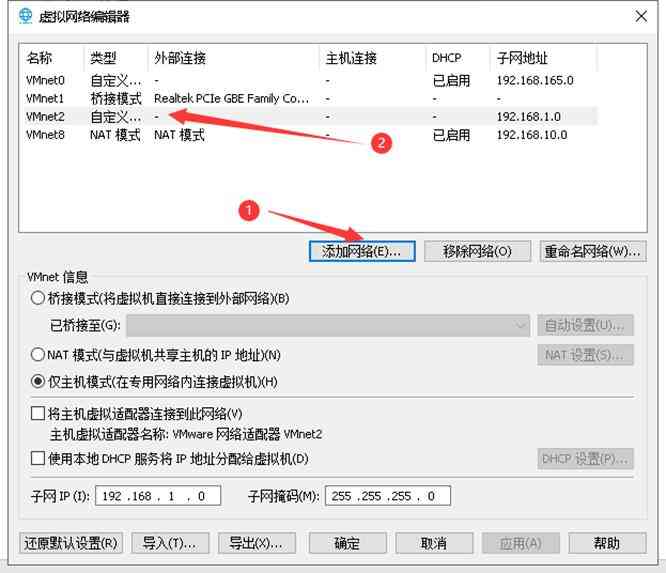 虚拟网络编辑器
名称 类型 外部连接 主机连接 DHCP 子网地址
VMnet0 自定义... - - 已启用 192.168.165.0
VMnet1 桥接模式 Realtek PCIe GBE Family Co... - - -
VMnet2 自定义... - - - 192.168.1.0
VMnet8 NAT 模式 NAT 模式 - 已启用 192.168.10.0
2
1
添加网络(E)... 移除网络(O) 重命名网络(W)...
VMnet 信息
桥接模式(将虚拟机直接连接到外部网络)(B)
已桥接至(G): 自动设置(U)...
NAT 模式(与虚拟机共享主机的 IP 地址)(N) NAT 设置(S)...
仅主机模式(在专用网络内连接虚拟机)(H)
将主机虚拟适配器连接到此网络(V)
主机虚拟适配器名称: VMware 网络适配器 VMnet2
使用本地 DHCP 服务将 IP 地址分配给虚拟机(D) DHCP 设置(P)...
子网 IP (I): 192 .168 . 1 . 0 子网掩码(M): 255 .255 .255 . 0
还原默认设置(R) 导入(T)... 导出(X)... 确定 取消 应用(A) 帮助